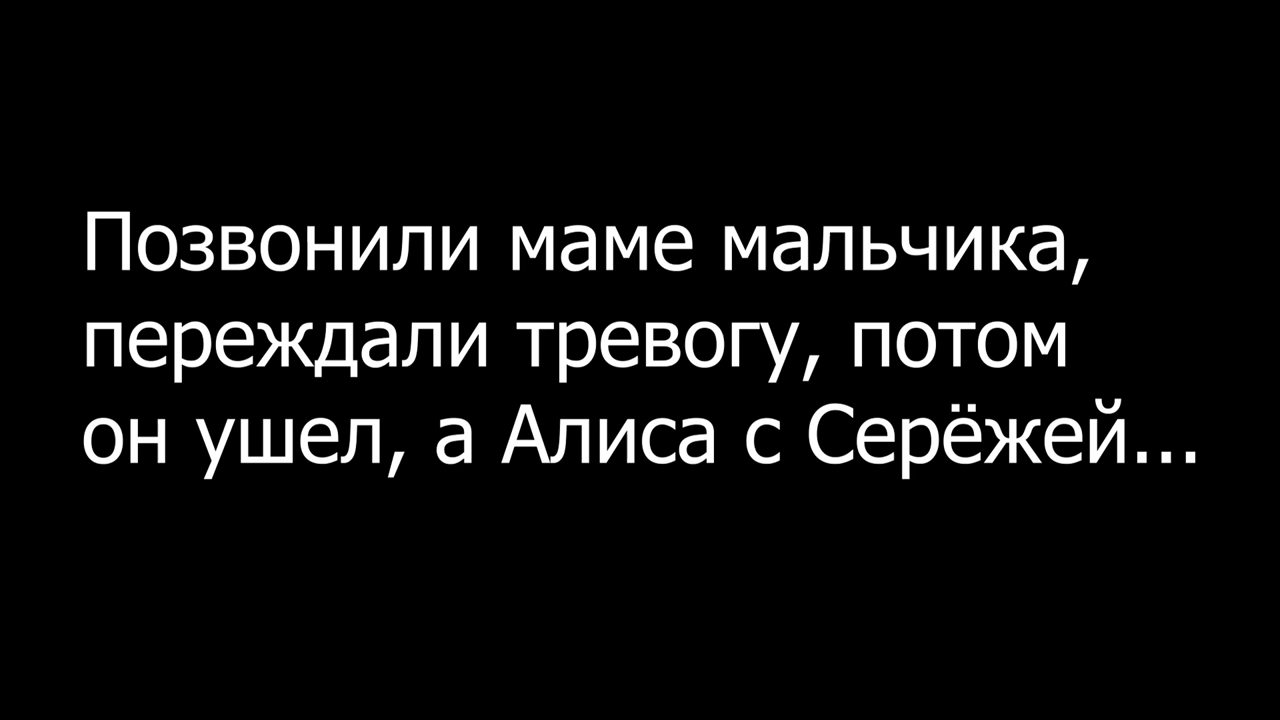 Позвонили маме мальчика,
переждали тревогу, потом
он ушел, а Алиса с Серёжей...